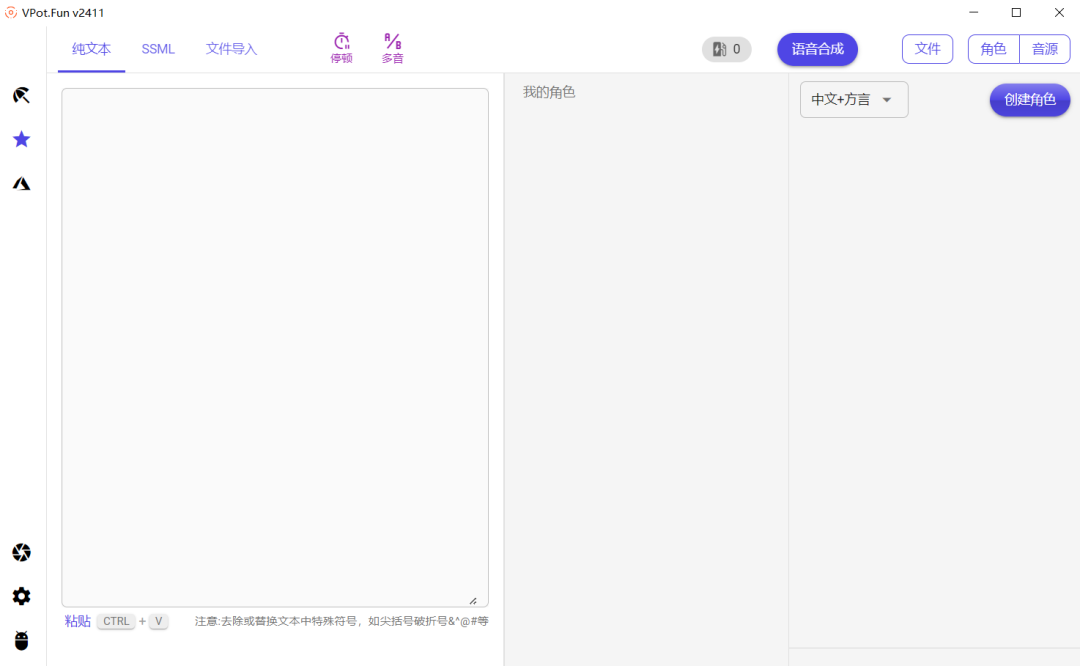 VPot.Fun v2411
纯文本 SSML 文件导入 停顿 A/B 多音 0 语音合成 文件 角色 音源
我的角色 中文+方言 创建角色
粘贴 CTRL + V 注意:去除或替换文本中特殊符号，如尖括号破折号&^@#等